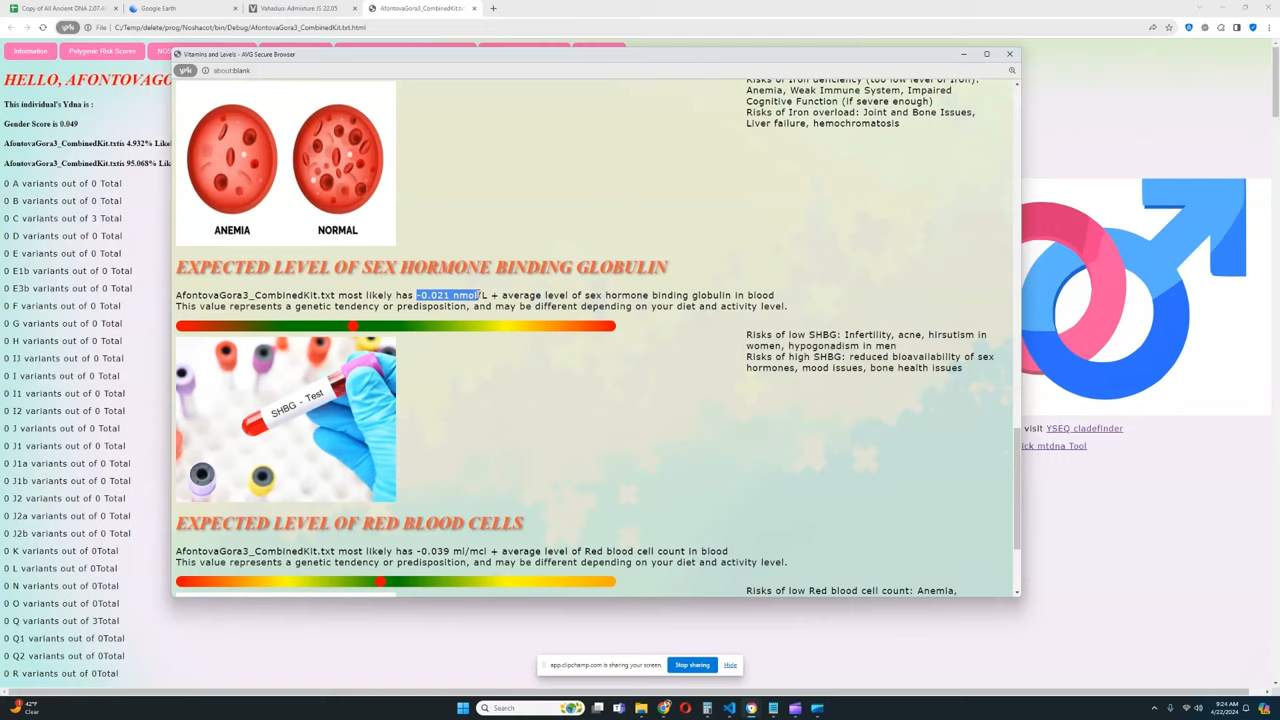 Copy of All Ancient DNA 2.07.4
Google Earth
Vahaduo: Admixture JS 22.05
AfontovaGora3_CombinedKit.txt
VPN
File
C:/Temp/delete/prog/Noshacot/bin/Debug/AfontovaGora3_CombinedKit.txt.html
Information
Polygenic Risk Scores
HELLO, AFONTOVAGO
This individual's Ydna is :
Gender Score is 0.049
AfontovaGora3_CombinedKit.txtis 4.932% Likel
AfontovaGora3_CombinedKit.txtis 95.068% Lik
0 A variants out of 0 Total
0 B variants out of 0 Total
0 C variants out of 3 Total
0 D variants out of 0 Total
0 E variants out of 0 Total
0 E1b variants out of 0 Total
0 E3b variants out of 0 Total
0 F variants out of 0 Total
0 G variants out of 0 Total
0 H variants out of 0 Total
0 IJ variants out of 0 Total
0 I variants out of 0 Total
0 I1 variants out of 0 Total
0 I2 variants out of 0 Total
0 J variants out of 0 Total
0 J1 variants out of 0 Total
0 J1a variants out of 0 Total
0 J1b variants out of 0 Total
0 J2 variants out of 0 Total
0 J2a variants out of 0 Total
0 J2b variants out of 0 Total
0 K variants out of 0Total
0 L variants out of 0Total
0 N variants out of 0Total
0 O variants out of 0Total
0 Q variants out of 3Total
0 Q1 variants out of 0Total
0 Q2 variants out of 0Total
0 R variants out of 0Total
Vitamins and Levels - AVG Secure Browser
VPN
about:blank
Risks of Iron deficiency (too low level of Iron):
Anemia, Weak Immune System, Impaired
Cognitive Function (if severe enough)
Risks of Iron overload: Joint and Bone Issues,
Liver failure, hemochromatosis
ANEMIA
NORMAL
EXPECTED LEVEL OF SEX HORMONE BINDING GLOBULIN
AfontovaGora3_CombinedKit.txt most likely has -0.021 nmol/L + average level of sex hormone binding globulin in blood
This value represents a genetic tendency or predisposition, and may be different depending on your diet and activity level.
Risks of low SHBG: Infertility, acne, hirsutism in
women, hypogonadism in men
Risks of high SHBG: reduced bioavailability of sex
hormones, mood issues, bone health issues
SHBG - Test
EXPECTED LEVEL OF RED BLOOD CELLS
AfontovaGora3_CombinedKit.txt most likely has -0.039 ml/mcl + average level of Red blood cell count in blood
This value represents a genetic tendency or predisposition, and may be different depending on your diet and activity level.
Risks of low Red blood cell count: Anemia,
visit YSEQ cladefinder
ick mtdna Tool
app.clipchamp.com is sharing your screen.
Stop sharing
Hide
42°F
Clear
Search
9:24 AM
4/22/2024